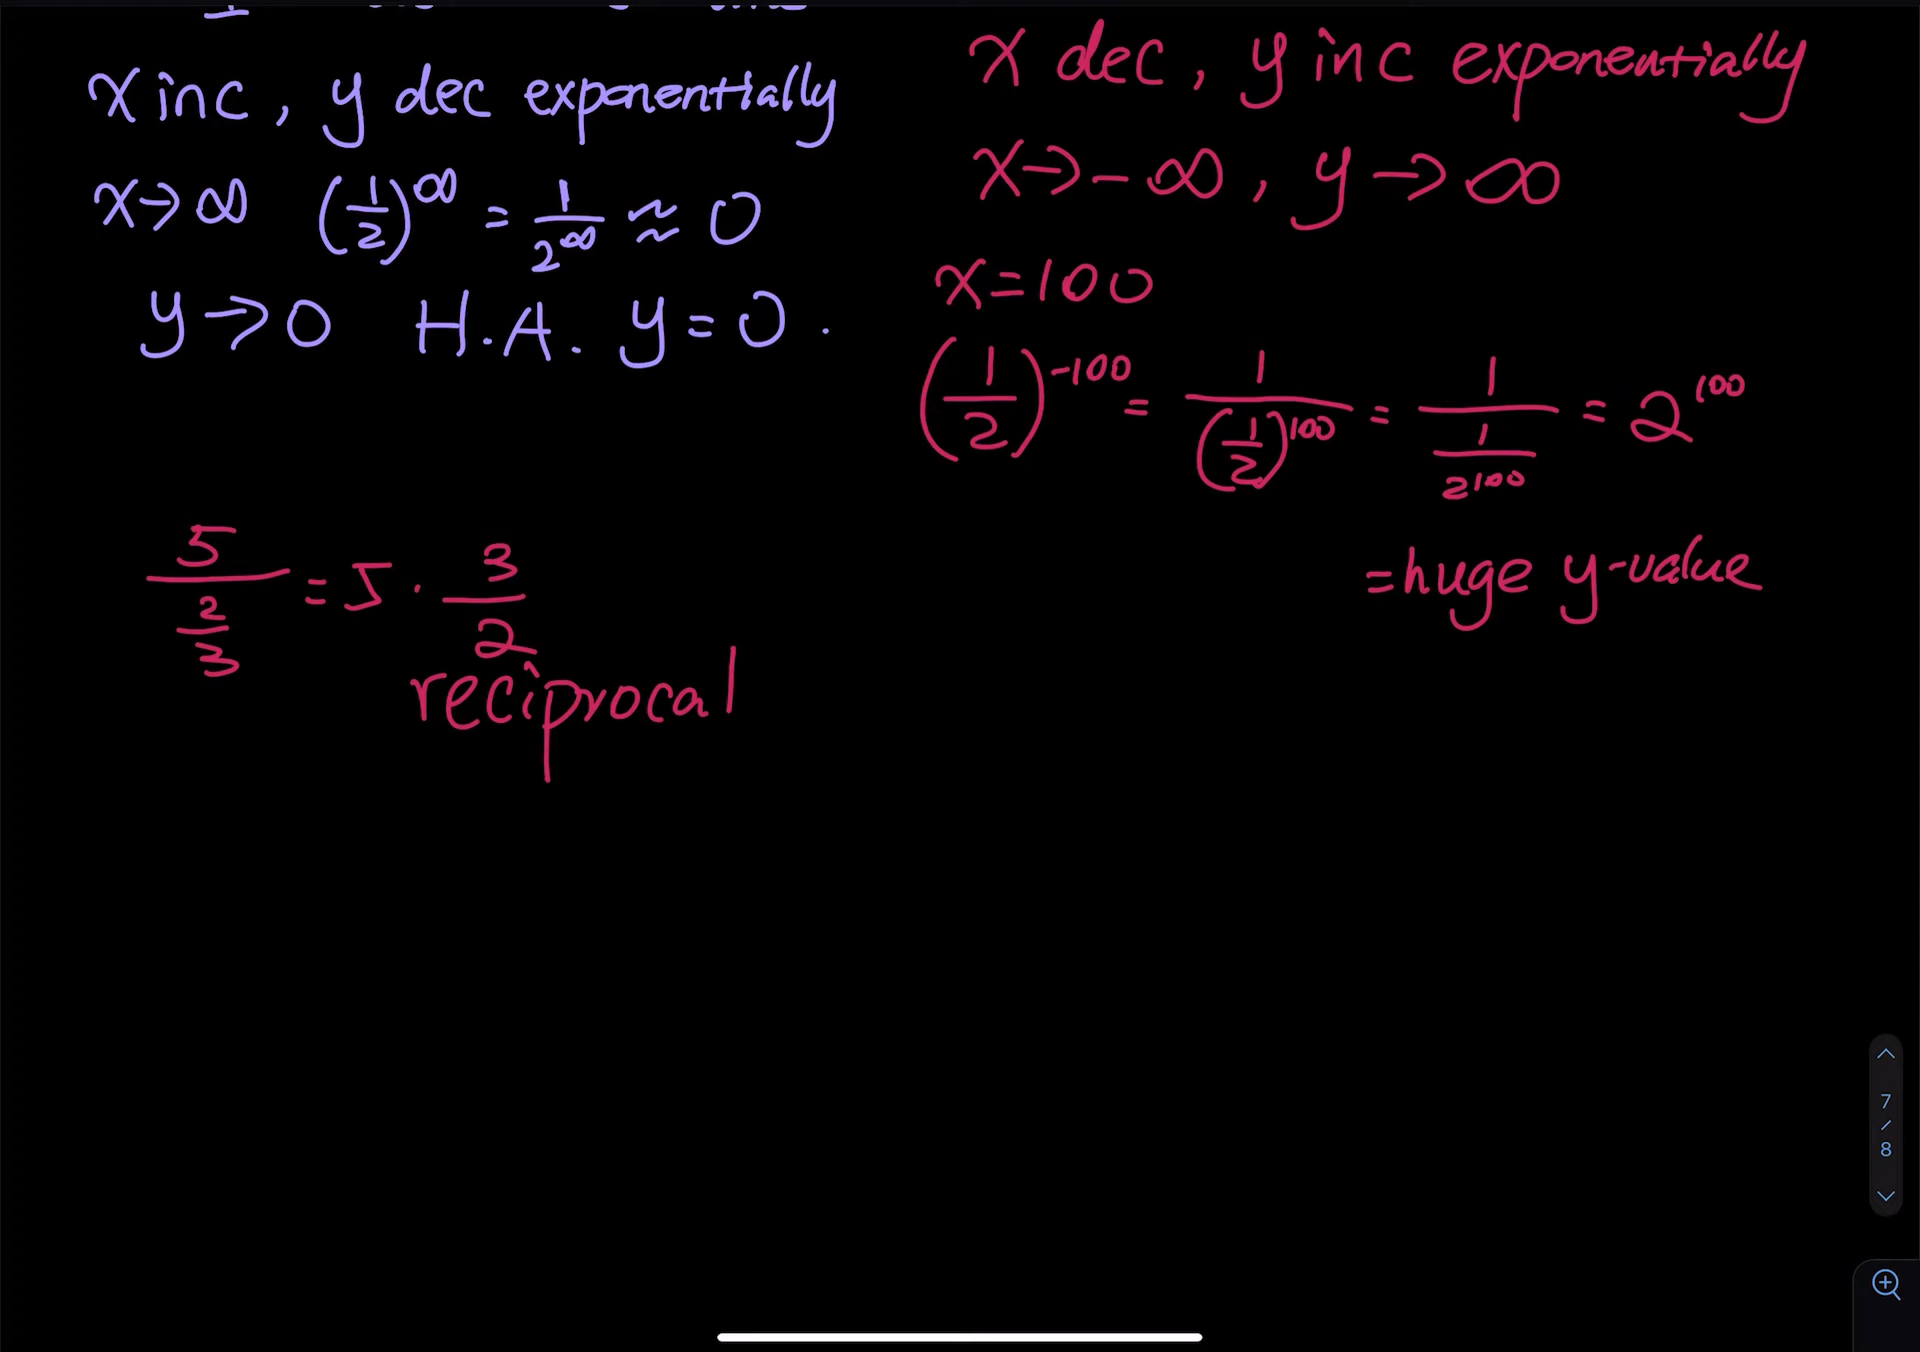 x inc, y dec exponentially
x→∞ (1/2)^∞ = 1/2^∞ ≈ 0
y→0 H.A. y=0.
x dec, y inc exponentially
x→-∞, y→∞
x=100
(1/2)^-100 = 1/(1/2)^100 = 1/(1/2^100) = 2^100
=huge y-value
5/(2/3) = 5 · 3/2
reciprocal
7
/
8